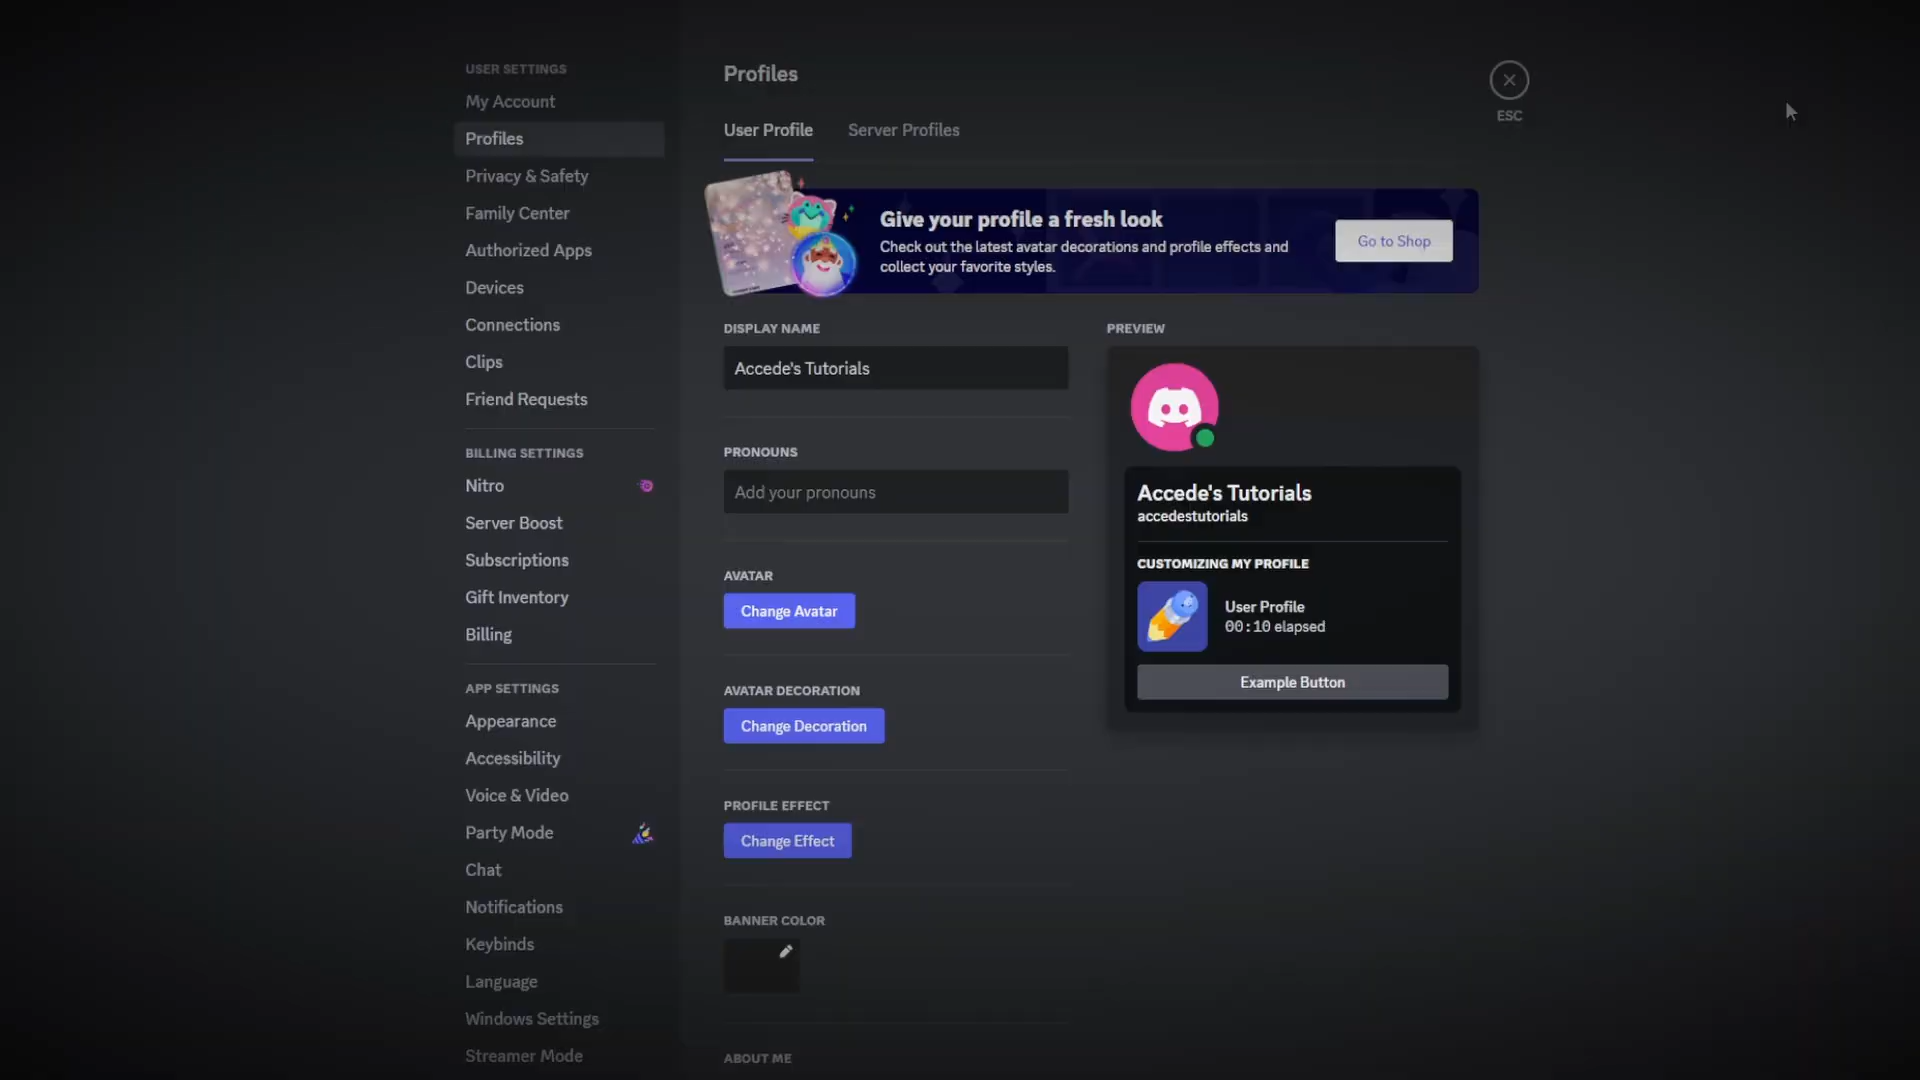 USER SETTINGS
My Account
Profiles
Privacy & Safety
Family Center
Authorized Apps
Devices
Connections
Clips
Friend Requests
BILLING SETTINGS
Nitro
Server Boost
Subscriptions
Gift Inventory
Billing
APP SETTINGS
Appearance
Accessibility
Voice & Video
Party Mode
Chat
Notifications
Keybinds
Language
Windows Settings
Streamer Mode
Profiles
ESC
User Profile
Server Profiles
Give your profile a fresh look
Check out the latest avatar decorations and profile effects and
collect your favorite styles.
Go to Shop
DISPLAY NAME
Accede's Tutorials
PRONOUNS
Add your pronouns
AVATAR
Change Avatar
AVATAR DECORATION
Change Decoration
PROFILE EFFECT
Change Effect
BANNER COLOR
ABOUT ME
PREVIEW
Accede's Tutorials
accedestutorials
CUSTOMIZING MY PROFILE
User Profile
00:10 elapsed
Example Button